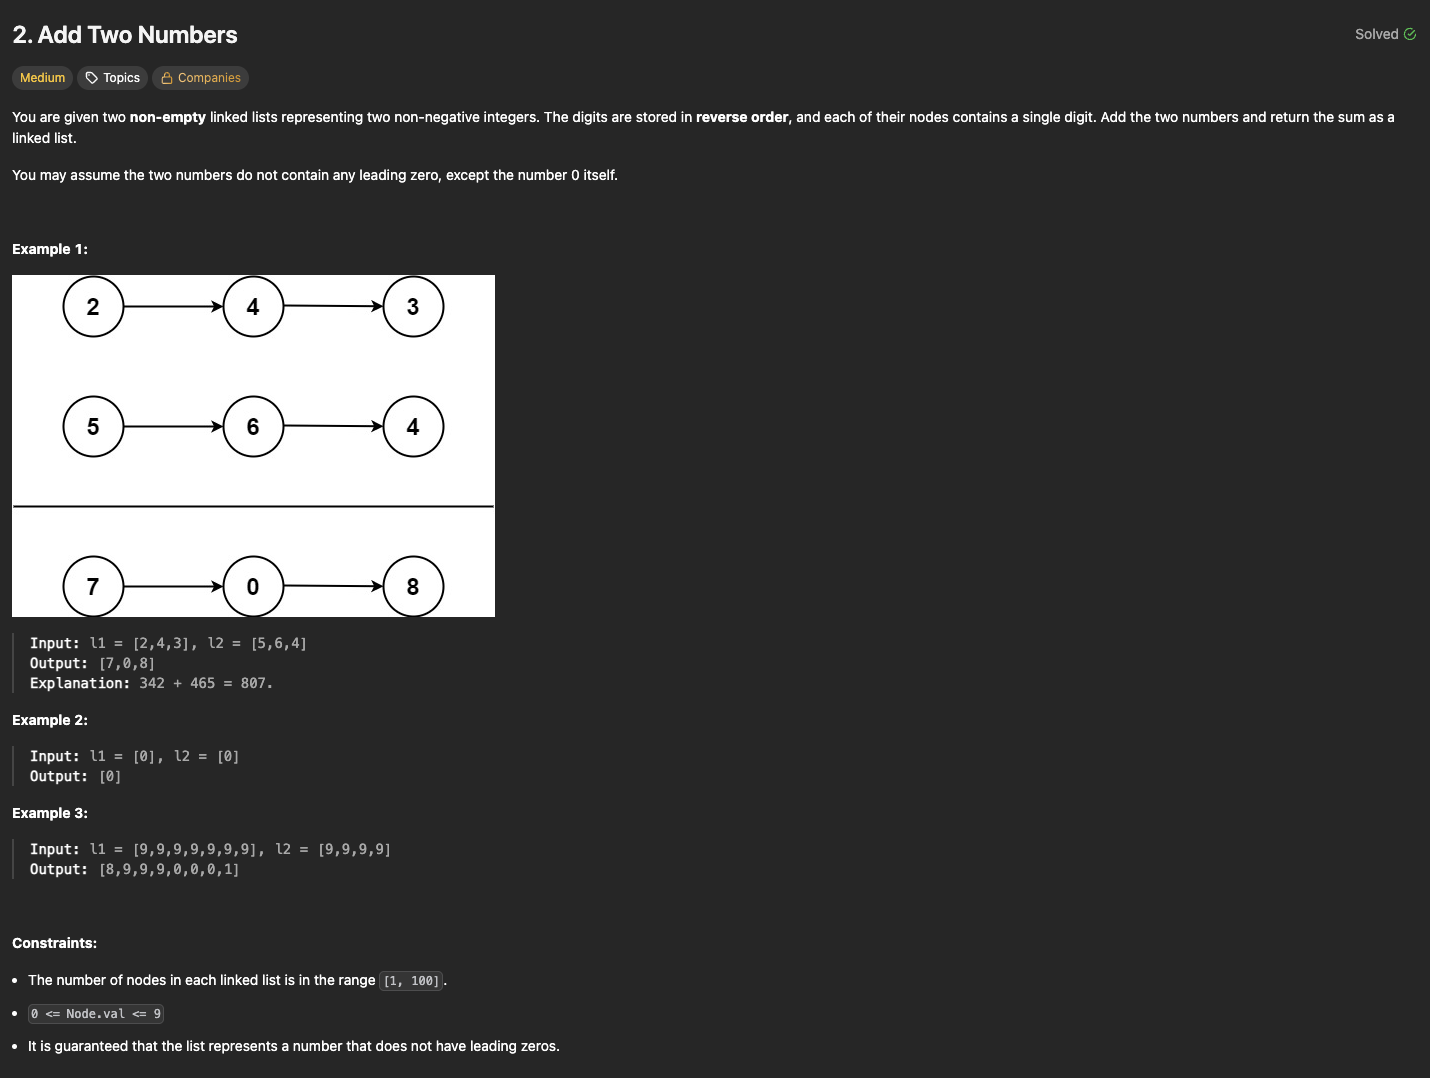 2. Add Two Numbers
Solved
Medium Topics Companies
You are given two non-empty linked lists representing two non-negative integers. The digits are stored in reverse order, and each of their nodes contains a single digit. Add the two numbers and return the sum as a
linked list.
You may assume the two numbers do not contain any leading zero, except the number 0 itself.
Example 1:
2 4 3
5 6 4
7 0 8
Input: l1 = [2,4,3], l2 = [5,6,4]
Output: [7,0,8]
Explanation: 342 + 465 = 807.
Example 2:
Input: l1 = [0], l2 = [0]
Output: [0]
Example 3:
Input: l1 = [9,9,9,9,9,9,9], l2 = [9,9,9,9]
Output: [8,9,9,9,0,0,0,1]
Constraints:
• The number of nodes in each linked list is in the range [1, 100].
• 0 <= Node.val <= 9
• It is guaranteed that the list represents a number that does not have leading zeros.